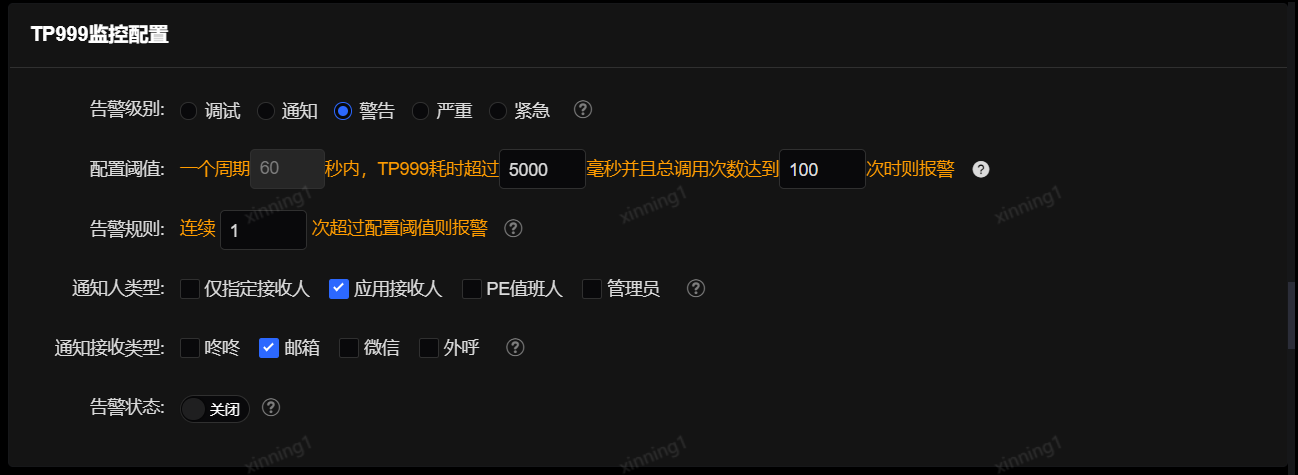 TP999监控配置
告警级别: 调试 通知 警告 严重 紧急 ?
配置阈值: 一个周期 60 秒内，TP999耗时超过 5000 毫秒并且总调用次数达到 100 次时则报警 ?
xinning1 xinning1 xinning1
告警规则: 连续 1 次超过配置阈值则报警 ?
通知人类型: 仅指定接收人 应用接收人 PE值班人 管理员 ?
通知接收类型: 咚咚 邮箱 微信 外呼 ?
告警状态: 关闭 ?
xinning1 xinning1 xinning1